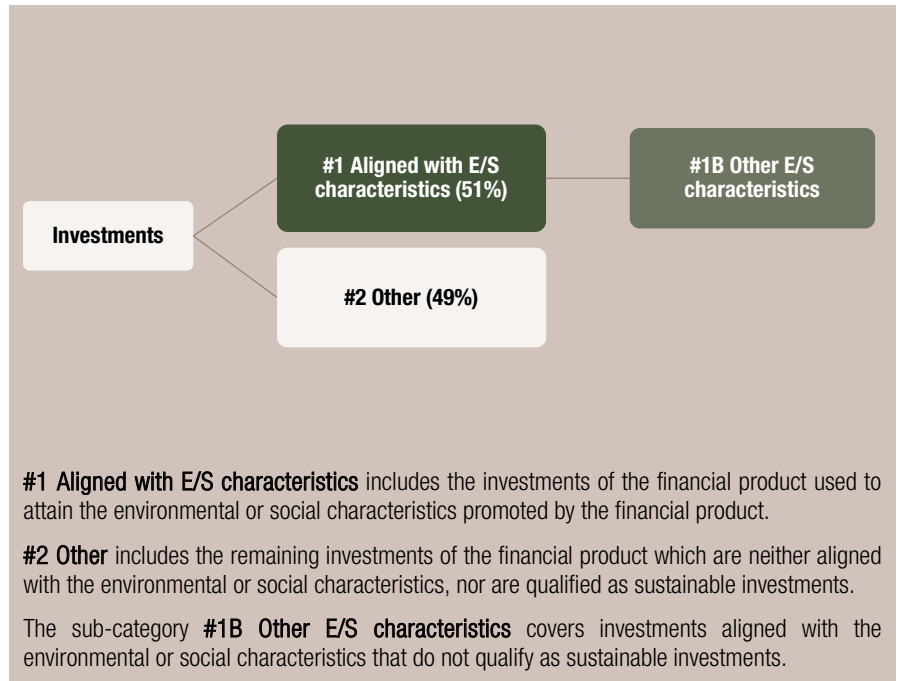 #1 Aligned with E/S
characteristics (51%)
#1B Other E/S
characteristics
Investments
#2 Other (49%)
#1 Aligned with E/S characteristics includes the investments of the financial product used to
attain the environmental or social characteristics promoted by the financial product.
#2 Other includes the remaining investments of the financial product which are neither aligned
with the environmental or social characteristics, nor are qualified as sustainable investments.
The sub-category #1B Other E/S characteristics covers investments aligned with the
environmental or social characteristics that do not qualify as sustainable investments.